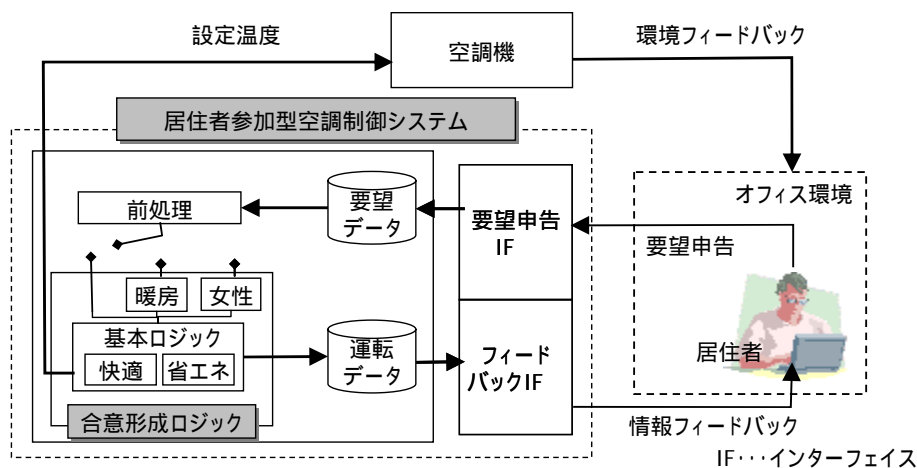 設定温度
空調機
環境フィードバック
居住者参加型空調制御システム
オフィス環境
前処理
要望
データ
要望申告
IF
要望申告
暖房
女性
基本ロジック
快適
省エネ
運転
データ
フィード
バックIF
居住者
合意形成ロジック
情報フィードバック
IF･･･インターフェイス